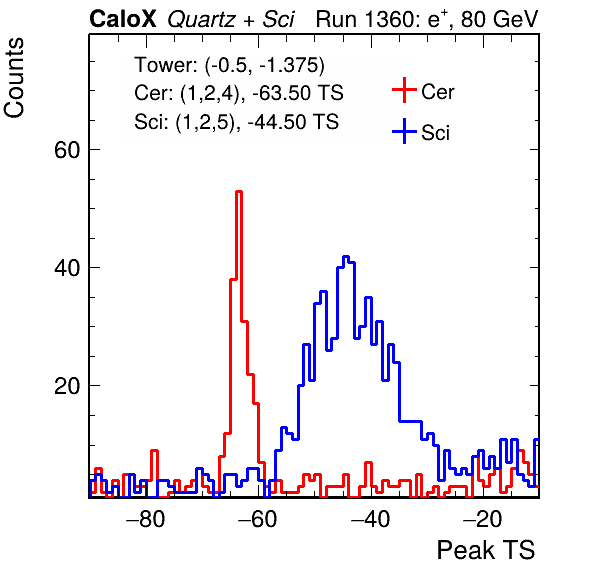 CaloX Quartz + Sci Run 1360: e⁺, 80 GeV
Counts
Tower: (-0.5, -1.375)
Cer: (1,2,4), -63.50 TS
Sci: (1,2,5), -44.50 TS
Cer
Sci
60
40
20
−80 −60 −40 −20
Peak TS